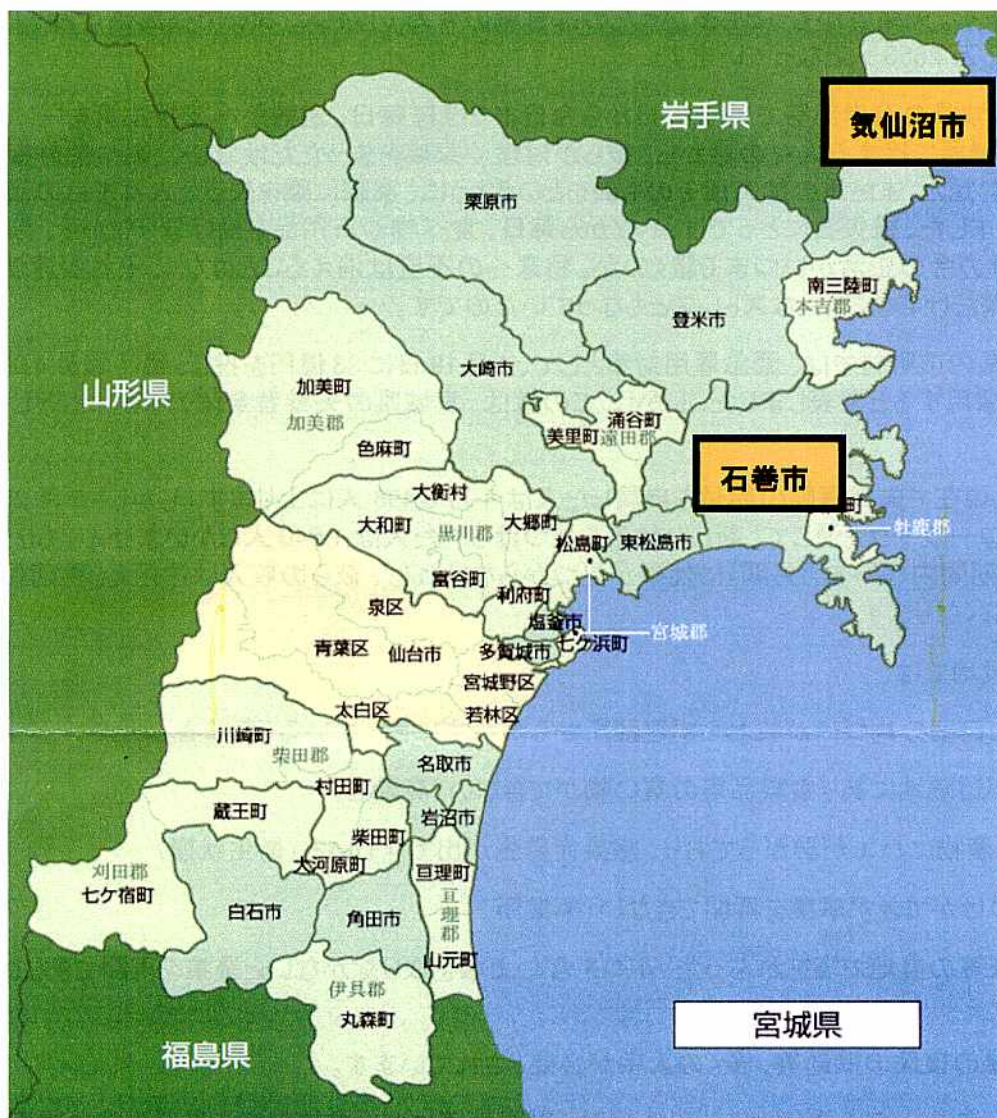 岩手県
気仙沼市
栗原市
南三陸町
本吉郡
登米市
大崎市
山形県
加美町
加美郡
色麻町
涌谷町
美里町
遠田郡
石巻市
町
牡鹿郡
大衡村
大和町
黒川郡
大郷町
松島町
東松島市
富谷町
利府町
泉区
塩釜市
宮城郡
青葉区
仙台市
多賀城市
七ケ浜町
宮城野区
太白区
若林区
川崎町
柴田郡
名取市
村田町
蔵王町
岩沼市
柴田町
大河原町
亘理町
刈田郡
七ケ宿町
白石市
角田市
亘理郡
山元町
伊具郡
丸森町
宮城県
福島県